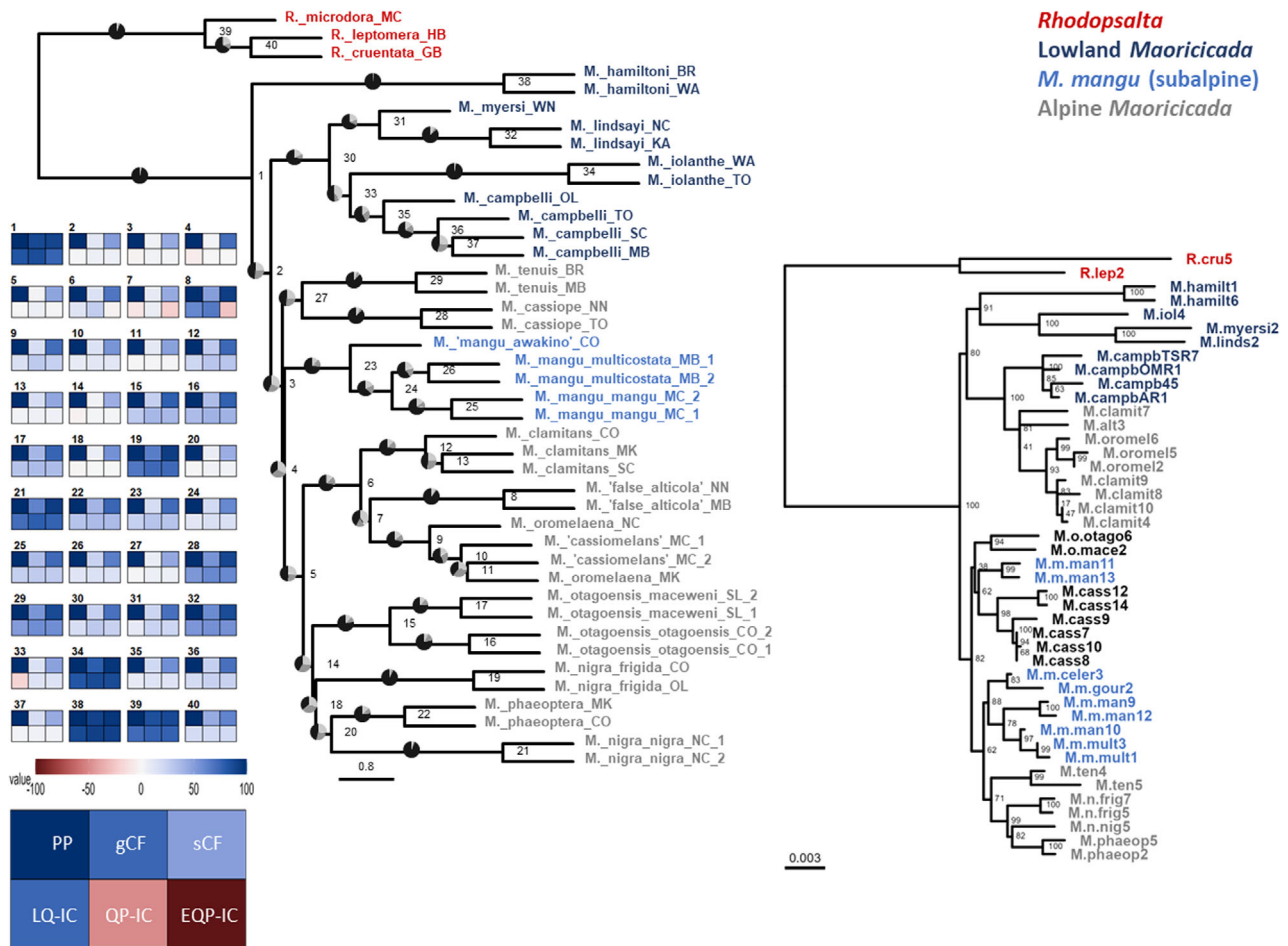 Rhodopsalta
Lowland Maoricicada
M. mangu (subalpine)
Alpine Maoricicada
R._microdora_MC
39
R._leptomera_HB
40
R._cruentata_GB
M._hamiltoni_BR
38
M._hamiltoni_WA
M._myersi_WN
31
M._lindsayi_NC
32
M._lindsayi_KA
30
M._iolanthe_WA
34
M._iolanthe_TO
1
33
M._campbelli_OL
35
M._campbelli_TO
36
M._campbelli_SC
37
M._campbelli_MB
2
M._tenuis_BR
29
M._tenuis_MB
27
M._cassiope_NN
28
M._cassiope_TO
M._'mangu_awakino'_CO
23
M._mangu_multicostata_MB_1
26
M._mangu_multicostata_MB_2
3
24
M._mangu_mangu_MC_2
25
M._mangu_mangu_MC_1
M._clamitans_CO
12
M._clamitans_MK
13
M._clamitans_SC
4
6
M._'false_alticola'_NN
8
M._'false_alticola'_MB
7
M._oromelaena_NC
9
M._'cassiomelans'_MC_1
10
M._'cassiomelans'_MC_2
11
M._oromelaena_MK
5
M._otagoensis_maceweni_SL_2
17
M._otagoensis_maceweni_SL_1
15
M._otagoensis_otagoensis_CO_2
16
M._otagoensis_otagoensis_CO_1
14
M._nigra_frigida_CO
19
M._nigra_frigida_OL
18
M._phaeoptera_MK
22
M._phaeoptera_CO
20
M._nigra_nigra_NC_1
21
M._nigra_nigra_NC_2
0.8
1 2 3 4
5 6 7 8
9 10 11 12
13 14 15 16
17 18 19 20
21 22 23 24
25 26 27 28
29 30 31 32
33 34 35 36
37 38 39 40
value
-100 -50 0 50 100
PP gCF sCF
LQ-IC QP-IC EQP-IC
R.cru5
R.lep2
M.hamilt1
100
M.hamilt6
91
M.iol4
100
M.myersi2
100
M.linds2
80
M.campbTSR7
100
M.campbOMR1
85
M.campb45
63
M.campbAR1
100
M.clamit7
81
M.alt3
41
M.oromel6
99
M.oromel5
99
M.oromel2
93
M.clamit9
83
M.clamit8
17
M.clamit10
47
M.clamit4
100
M.o.otago6
94
M.o.mace2
38
M.m.man11
99
M.m.man13
62
M.cass12
100
M.cass14
98
M.cass9
100
M.cass7
94
M.cass10
68
M.cass8
82
M.m.celer3
83
M.m.gour2
88
M.m.man9
100
M.m.man12
78
M.m.man10
97
M.m.mult3
99
M.m.mult1
62
M.ten4
99
M.ten5
71
M.n.frig7
100
M.n.frig5
99
M.n.nig5
82
M.phaeop5
100
M.phaeop2
0.003